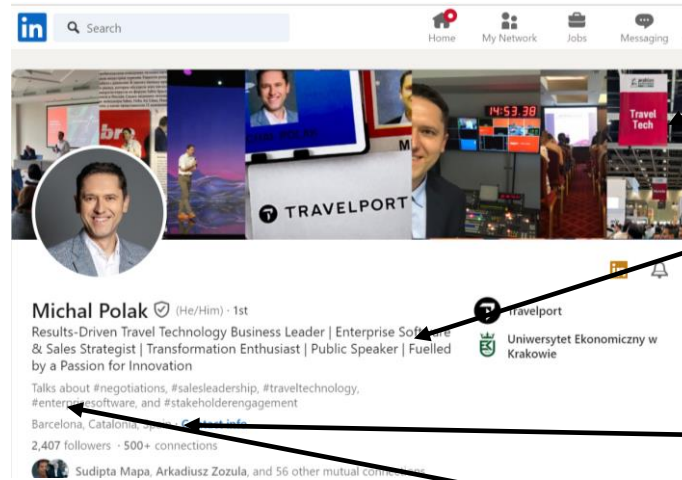 in
Search
Home
My Network
Jobs
Messaging
14:53.38
Travel
Tech
br
TRAVELPORT
Michal Polak (He/Him) · 1st
Results-Driven Travel Technology Business Leader | Enterprise Software
& Sales Strategist | Transformation Enthusiast | Public Speaker | Fuelled
by a Passion for Innovation
Talks about #negotiations, #salesleadership, #traveltechnology,
#enterprisesoftware, and #stakeholderengagement
Barcelona, Catalonia, Spain · Contact info
2,407 followers · 500+ connections
Sudipta Mapa, Arkadiusz Zozula, and 56 other mutual connections
in
Travelport
Uniwersytet Ekonomiczny w
Krakowie